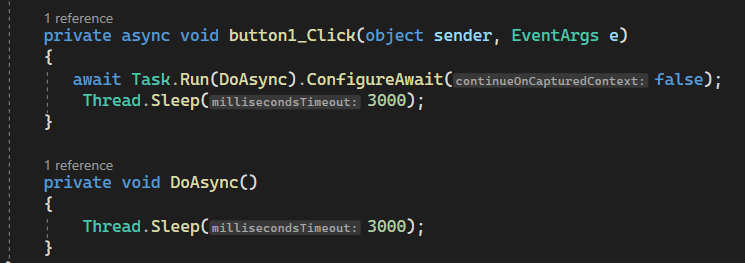 1 reference
private async void button1_Click(object sender, EventArgs e)
{
await Task.Run(DoAsync).ConfigureAwait(continueOnCapturedContext: false);
Thread.Sleep(millisecondsTimeout: 3000);
}
1 reference
private void DoAsync()
{
Thread.Sleep(millisecondsTimeout: 3000);
}